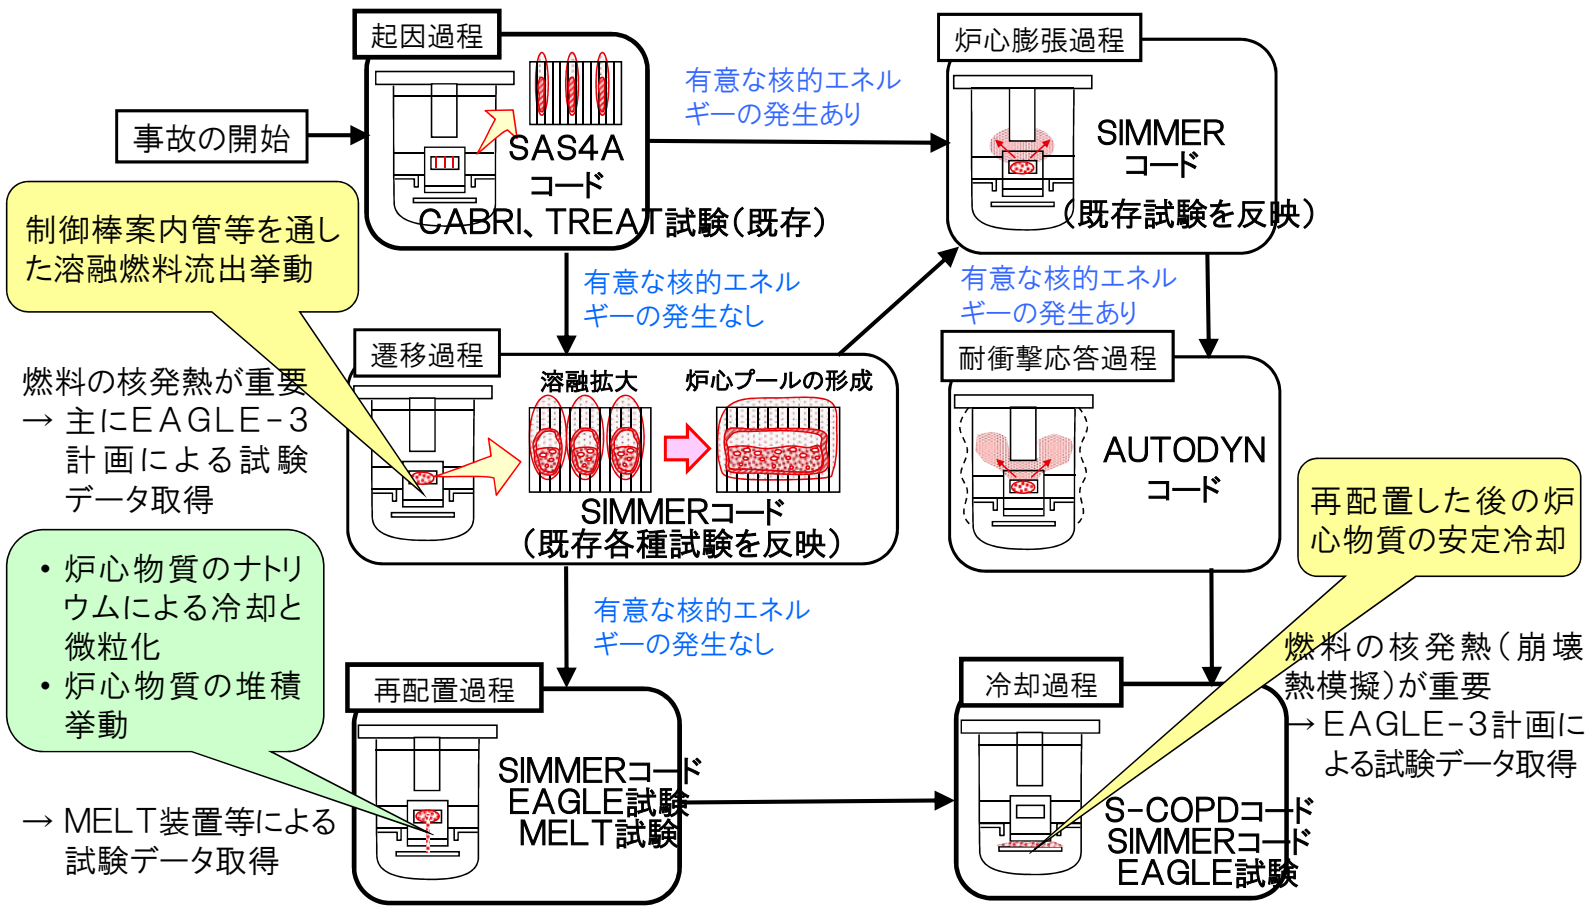 起因過程
SAS4A
コード
CABRI、TREAT試験(既存)
事故の開始
有意な核的エネル
ギーの発生あり
炉心膨張過程
SIMMER
コード
(既存試験を反映)
制御棒案内管等を通し
た溶融燃料流出挙動
有意な核的エネル
ギーの発生なし
有意な核的エネル
ギーの発生あり
燃料の核発熱が重要
→ 主にEAGLE-3
計画による試験
データ取得
遷移過程
溶融拡大
炉心プールの形成
SIMMERコード
(既存各種試験を反映)
耐衝撃応答過程
AUTODYN
コード
再配置した後の炉
心物質の安定冷却
• 炉心物質のナトリ
ウムによる冷却と
微粒化
• 炉心物質の堆積
挙動
有意な核的エネル
ギーの発生なし
燃料の核発熱(崩壊
熱模擬)が重要
→ EAGLE-3計画に
よる試験データ取得
→ MELT装置等による
試験データ取得
再配置過程
SIMMERコード
EAGLE試験
MELT試験
冷却過程
S-COPDコード
SIMMERコード
EAGLE試験